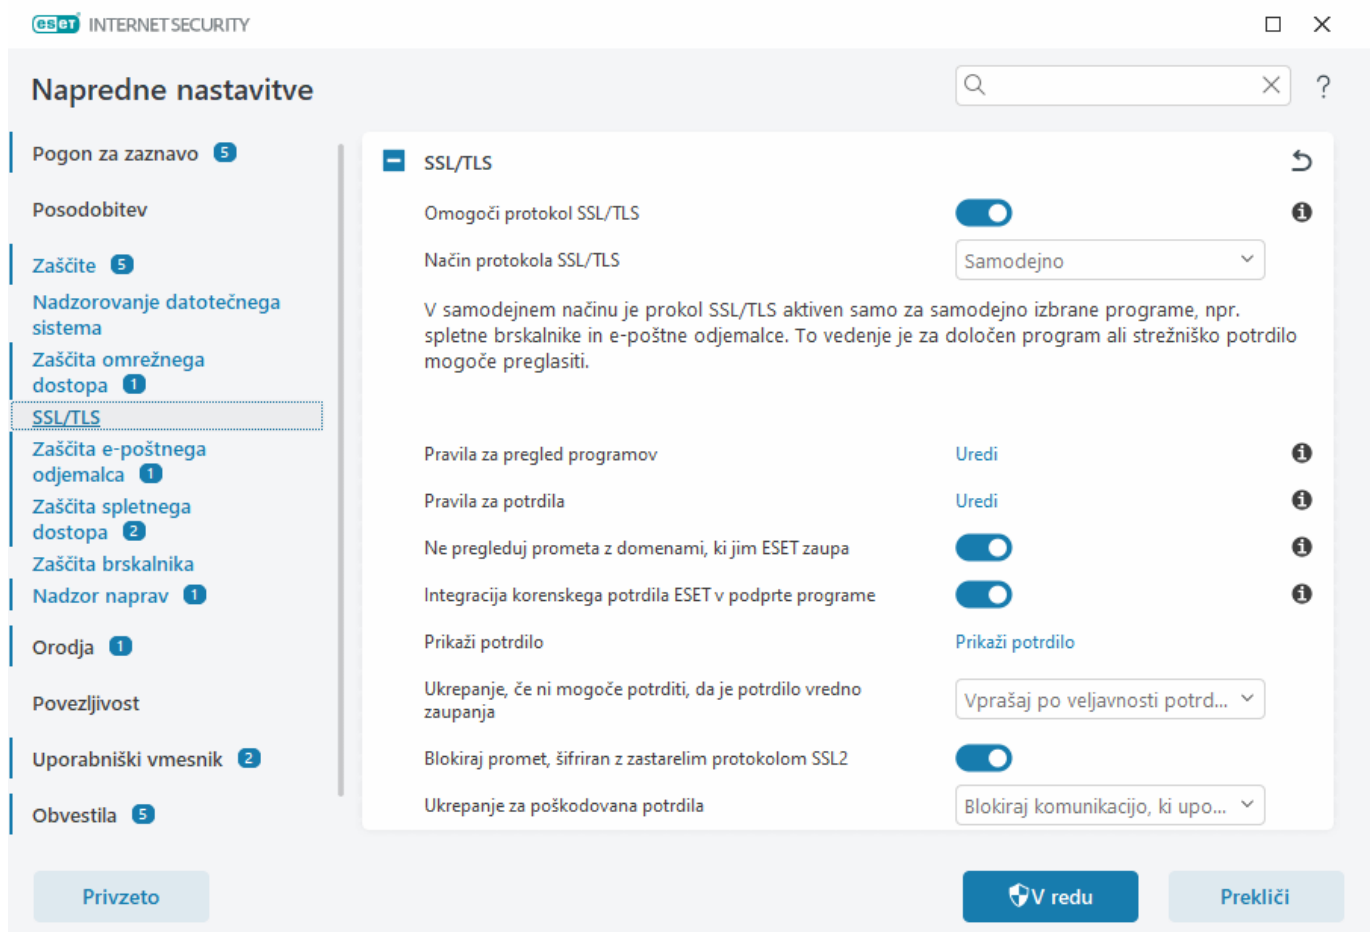 eset INTERNET SECURITY
Napredne nastavitve
?
Pogon za zaznavo 5
Posodobitev
Zaščite 5
Nadzorovanje datotečnega
sistema
Zaščita omrežnega
dostopa 1
SSL/TLS
Zaščita e-poštnega
odjemalca 1
Zaščita spletnega
dostopa 2
Zaščita brskalnika
Nadzor naprav 1
Orodja 1
Povezljivost
Uporabniški vmesnik 2
Obvestila 5
SSL/TLS
Omogoči protokol SSL/TLS
Način protokola SSL/TLS Samodejno
V samodejnem načinu je prokol SSL/TLS aktiven samo za samodejno izbrane programe, npr.
spletne brskalnike in e-poštne odjemalce. To vedenje je za določen program ali strežniško potrdilo
mogoče preglasiti.
Pravila za pregled programov Uredi
Pravila za potrdila Uredi
Ne pregleduj prometa z domenami, ki jim ESET zaupa
Integracija korenskega potrdila ESET v podprte programe
Prikaži potrdilo Prikaži potrdilo
Ukrepanje, če ni mogoče potrditi, da je potrdilo vredno
zaupanja
Vprašaj po veljavnosti potrd...
Blokiraj promet, šifriran z zastarelim protokolom SSL2
Ukrepanje za poškodovana potrdila Blokiraj komunikacijo, ki upo...
Privzeto V redu Prekliči